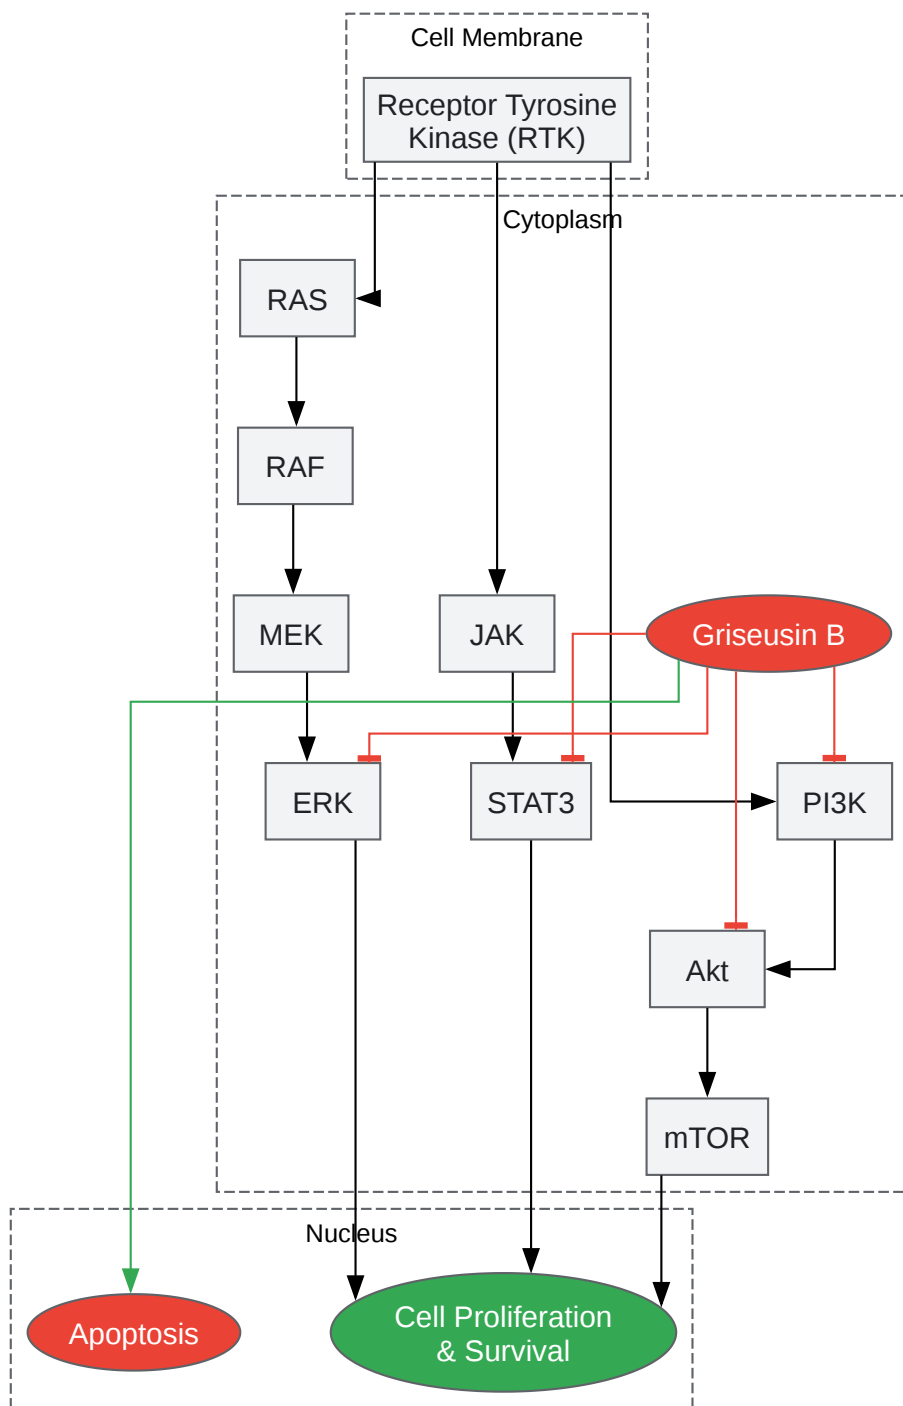 Cell Membrane
Receptor Tyrosine
Kinase (RTK)
Cytoplasm
RAS
RAF
MEK
JAK
Griseusin B
ERK
STAT3
PI3K
Akt
mTOR
Nucleus
Apoptosis
Cell Proliferation
& Survival